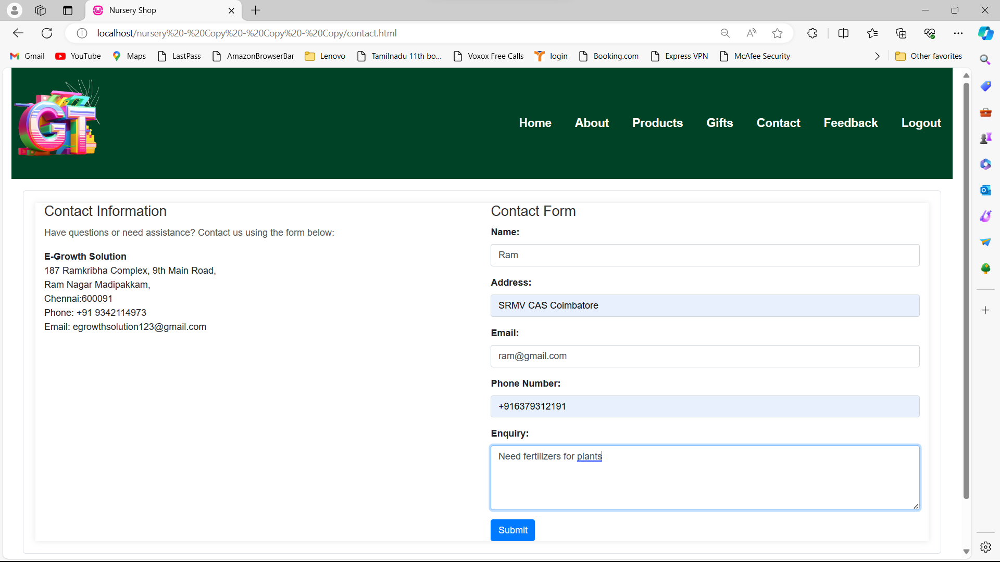 Nursery Shop
localhost/nursery%20-%20Copy%20-%20Copy%20-%20Copy/contact.html
Gmail YouTube Maps LastPass AmazonBrowserBar Lenovo Tamilnadu 11th bo... Voxox Free Calls login Booking.com Express VPN McAfee Security Other favorites
GT
Home About Products Gifts Contact Feedback Logout
Contact Information
Have questions or need assistance? Contact us using the form below:
E-Growth Solution
187 Ramkribha Complex, 9th Main Road,
Ram Nagar Madipakkam,
Chennai:600091
Phone: +91 9342114973
Email: egrowthsolution123@gmail.com
Contact Form
Name:
Ram
Address:
SRMV CAS Coimbatore
Email:
ram@gmail.com
Phone Number:
+916379312191
Enquiry:
Need fertilizers for plants
Submit